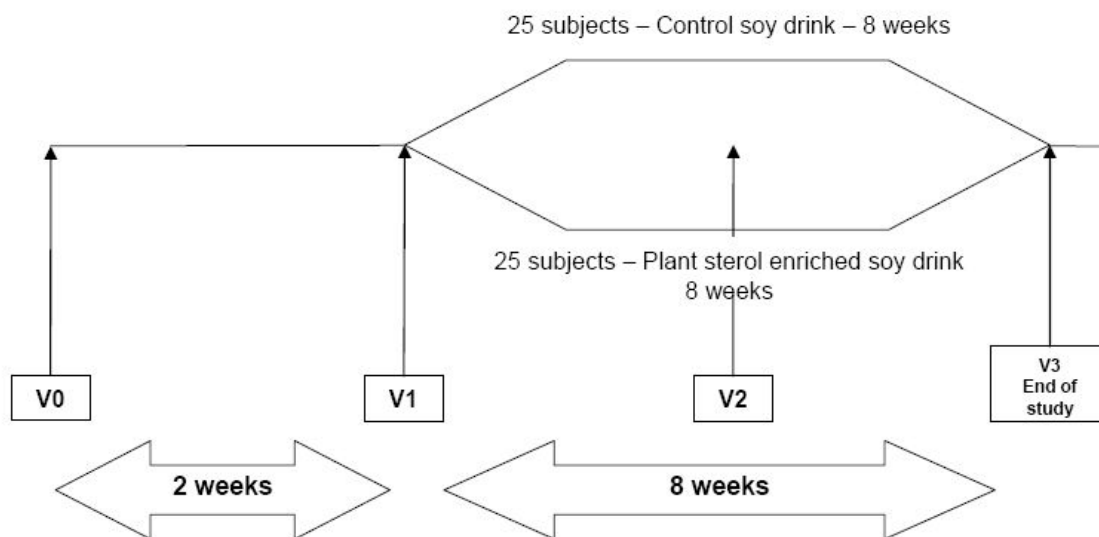 25 subjects – Control soy drink – 8 weeks
25 subjects – Plant sterol enriched soy drink
8 weeks
V0
V1
V2
V3
End of
study
2 weeks
8 weeks